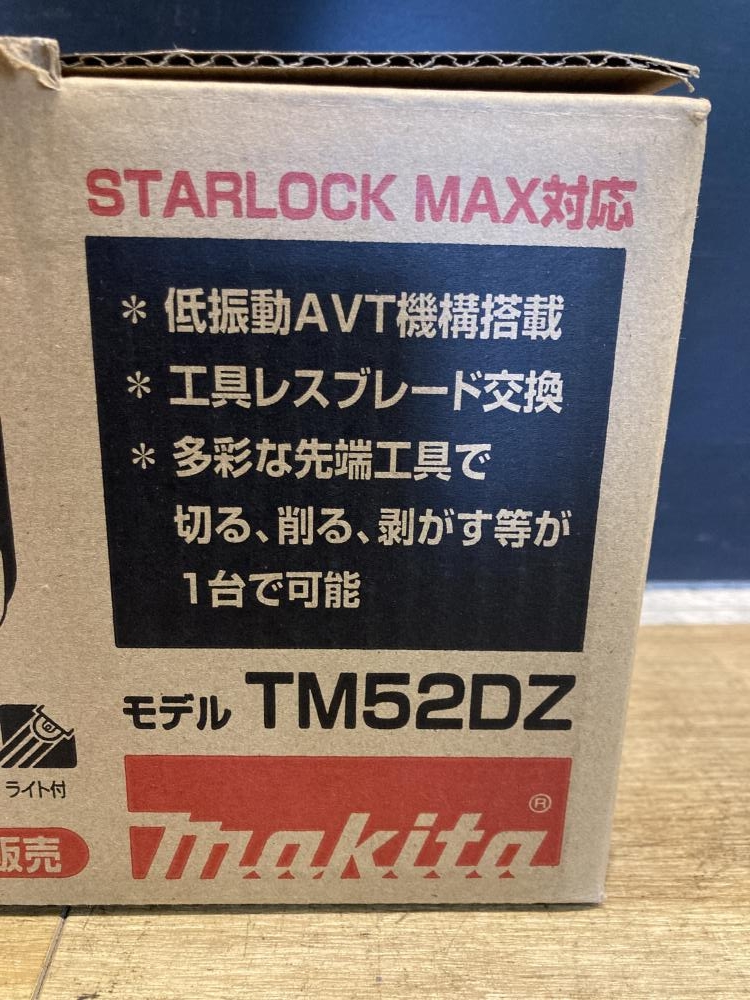 STARLOCK MAX対応
* 低振動AVT機構搭載
* 工具レスブレード交換
* 多彩な先端工具で
切る、削る、剥がす等が
1台で可能
モデル TM52DZ
ライト付
販売
makita®